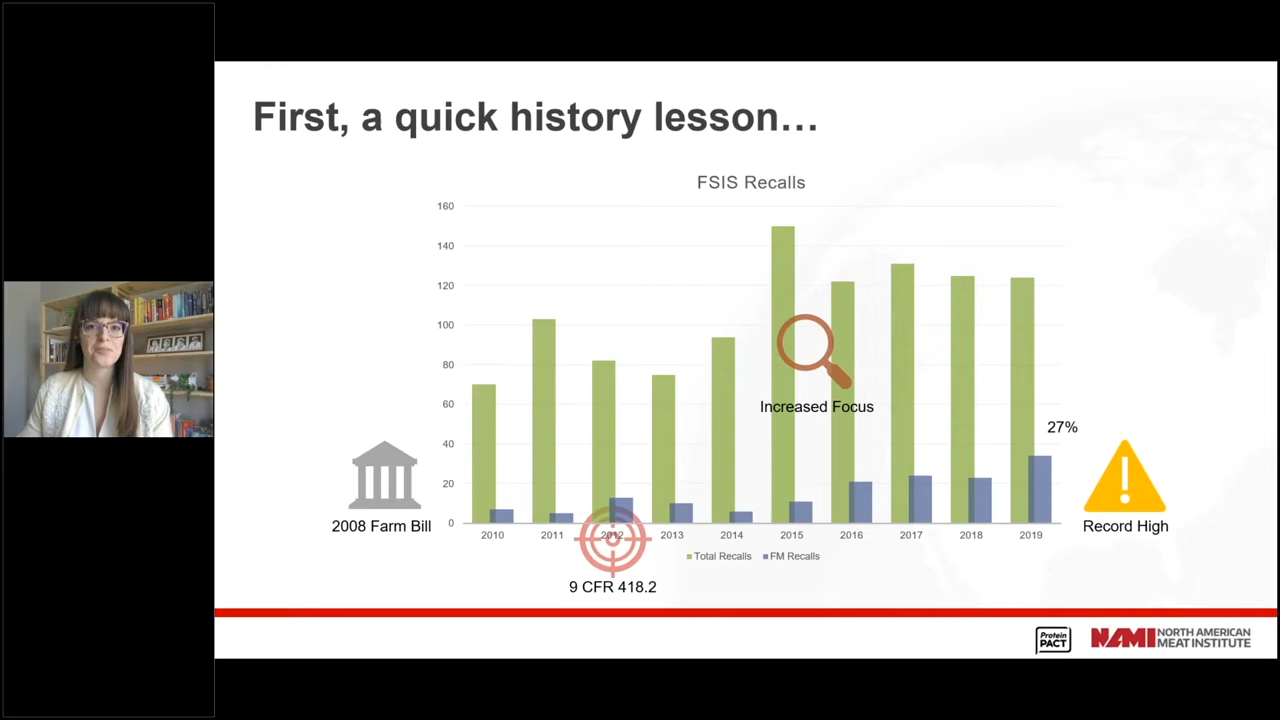 First, a quick history lesson…
FSIS Recalls
160
140
120
100
80
60
40
20
0
Increased Focus
27%
2008 Farm Bill
Record High
2010 2011 2012 2013 2014 2015 2016 2017 2018 2019
Total Recalls FM Recalls
9 CFR 418.2
Protein
PACT
NAMI
NORTH AMERICAN
MEAT INSTITUTE